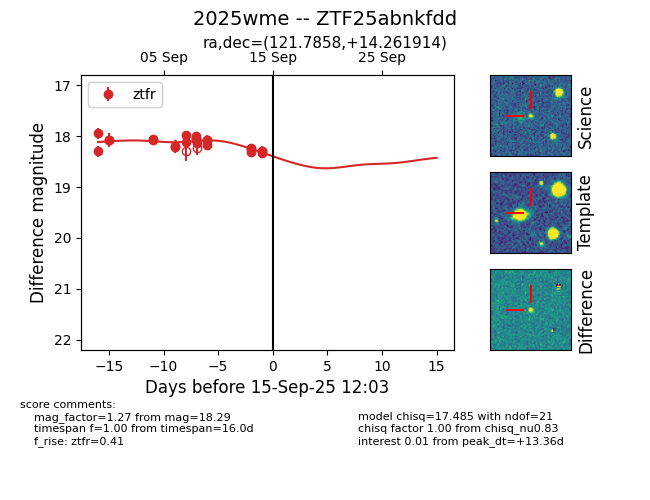 2025wme -- ZTF25abnkfdd
ra,dec=(121.7858,+14.261914)
05 Sep 15 Sep 25 Sep
ztfr
17
18
19
20
21
22
Difference magnitude
−15 −10 −5 0 5 10 15
Days before 15-Sep-25 12:03
Science
Template
Difference
score comments:
mag_factor=1.27 from mag=18.29
timespan f=1.00 from timespan=16.0d
f_rise: ztfr=0.41
model chisq=17.485 with ndof=21
chisq factor 1.00 from chisq_nu0.83
interest 0.01 from peak_dt=+13.36d